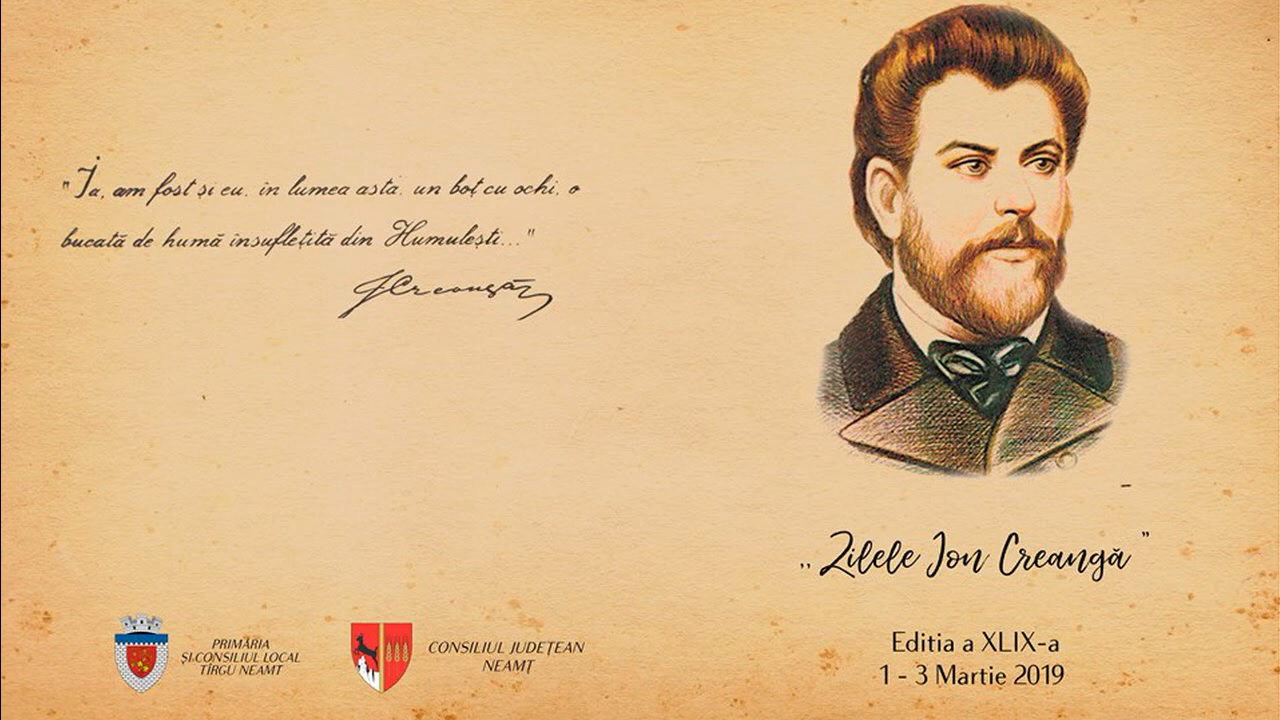 "Ia, am fost și eu, în lumea asta, un boț cu ochi, o
bucată de humă însuflețită din Humulești..."
JCreangă
„Zilele Ion Creangă”
Editia a XLIX-a
1 - 3 Martie 2019
PRIMĂRIA
ȘI CONSILIUL LOCAL
TÎRGU NEAMȚ
CONSILIUL JUDEȚEAN
NEAMȚ